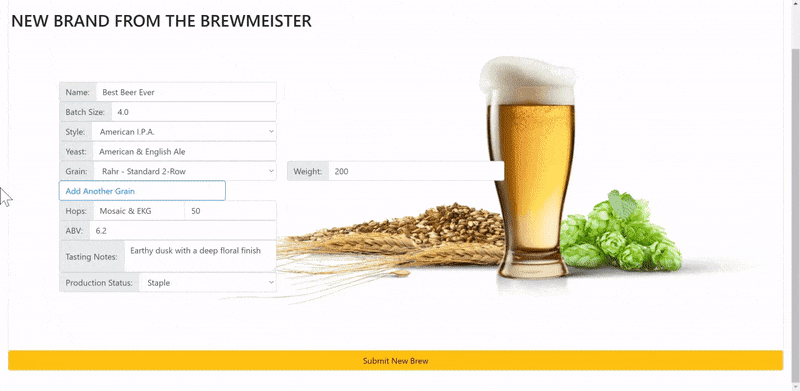 NEW BRAND FROM THE BREWMEISTER
Name: Best Beer Ever
Batch Size: 4.0
Style: American I.P.A.
Yeast: American & English Ale
Grain: Rahr - Standard 2-Row Weight: 200
Add Another Grain
Hops: Mosaic & EKG 50
ABV: 6.2
Tasting Notes: Earthy dusk with a deep floral finish
Production Status: Staple
Submit New Brew